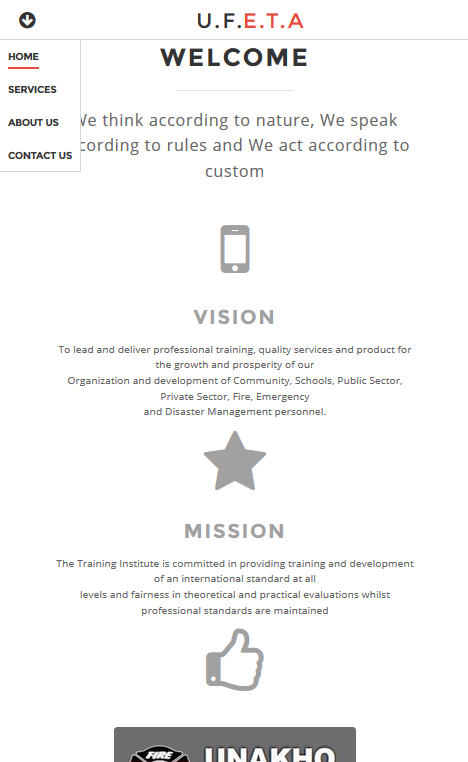 U.F.E.T.A
HOME
SERVICES
ABOUT US
CONTACT US
WELCOME
We think according to nature, We speak
cording to rules and We act according to
custom
VISION
To lead and deliver professional training, quality services and product for
the growth and prosperity of our
Organization and development of Community, Schools, Public Sector,
Private Sector, Fire, Emergency
and Disaster Management personnel.
MISSION
The Training Institute is committed in providing training and development
of an international standard at all
levels and fairness in theoretical and practical evaluations whilst
professional standards are maintained
FIRE
UNAKHO